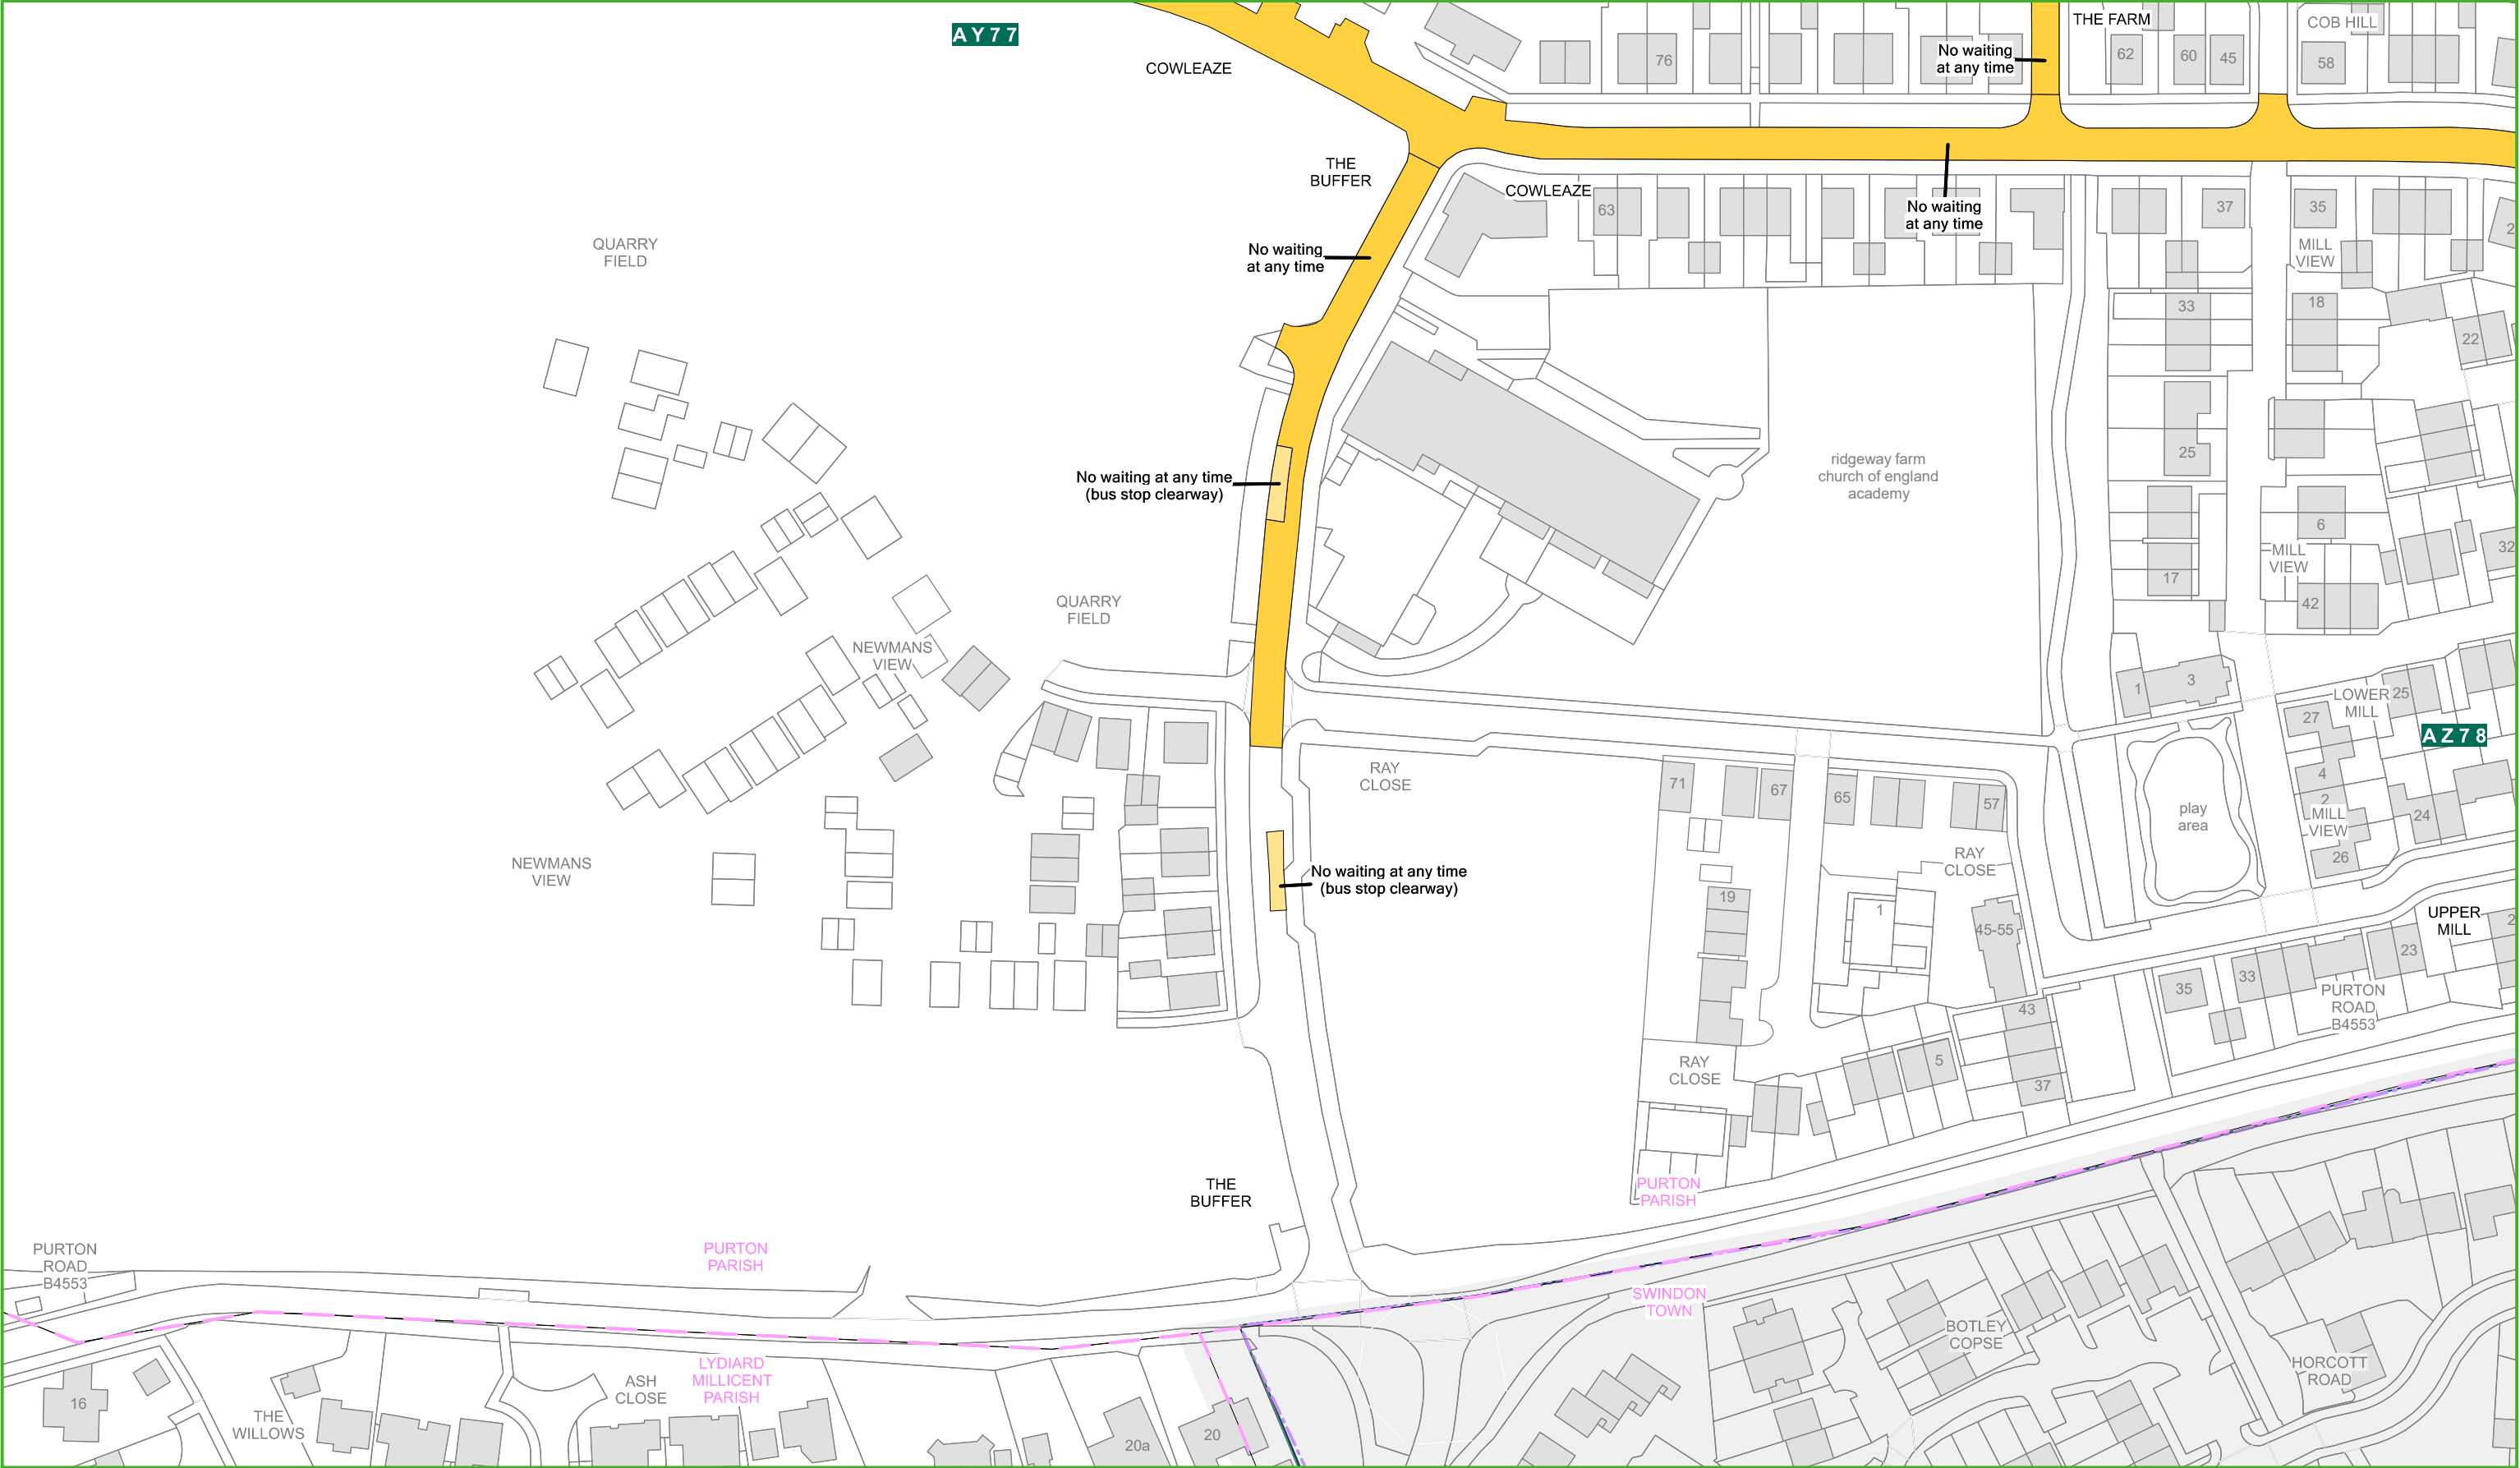 AY77
COWLEAZE
THE FARM
COB HILL
No waiting
at any time
76
62
60
45
58
THE
BUFFER
COWLEAZE
63
No waiting
at any time
37
35
MILL
VIEW
QUARRY
FIELD
No waiting
at any time
33
18
22
No waiting at any time
(bus stop clearway)
ridgeway farm
church of england
academy
25
6
17
MILL
VIEW
42
32
QUARRY
FIELD
NEWMANS
VIEW
1
3
LOWER
MILL
25
27
AZ78
RAY
CLOSE
71
67
65
57
4
2
play
area
MILL
VIEW
24
26
NEWMANS
VIEW
No waiting at any time
(bus stop clearway)
RAY
CLOSE
19
1
45-55
UPPER
MILL
23
33
35
PURTON
ROAD
B4553
43
5
37
RAY
CLOSE
THE
BUFFER
PURTON
PARISH
PURTON
ROAD
B4553
PURTON
PARISH
SWINDON
TOWN
BOTLEY
COPSE
HORCOTT
ROAD
LYDIARD
MILLICENT
PARISH
ASH
CLOSE
16
THE
WILLOWS
20a
20